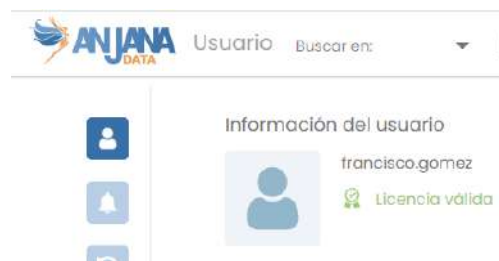 ANJANA DATA Usuario Buscar en:
Información del usuario
francisco.gomez
Licencia válida